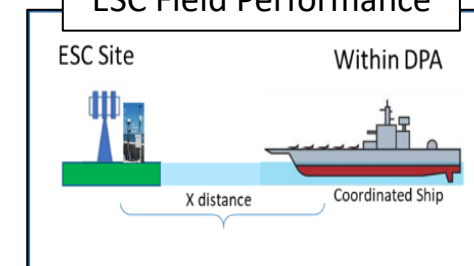 ESC Field Performance
ESC Site
Within DPA
X distance
Coordinated Ship